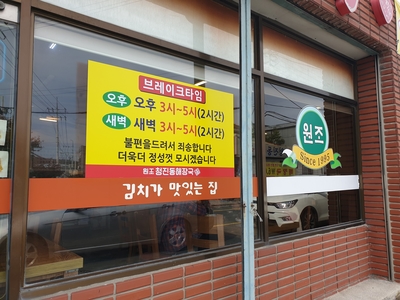 브레이크타임
오후 오후 3시~5시(2시간)
새벽 새벽 3시~5시(2시간)
불편을드려서 죄송합니다
더욱더 정성껏 모시겠습니다
원조 청진동해장국
김치가 맛있는 집
원조
Since 1985